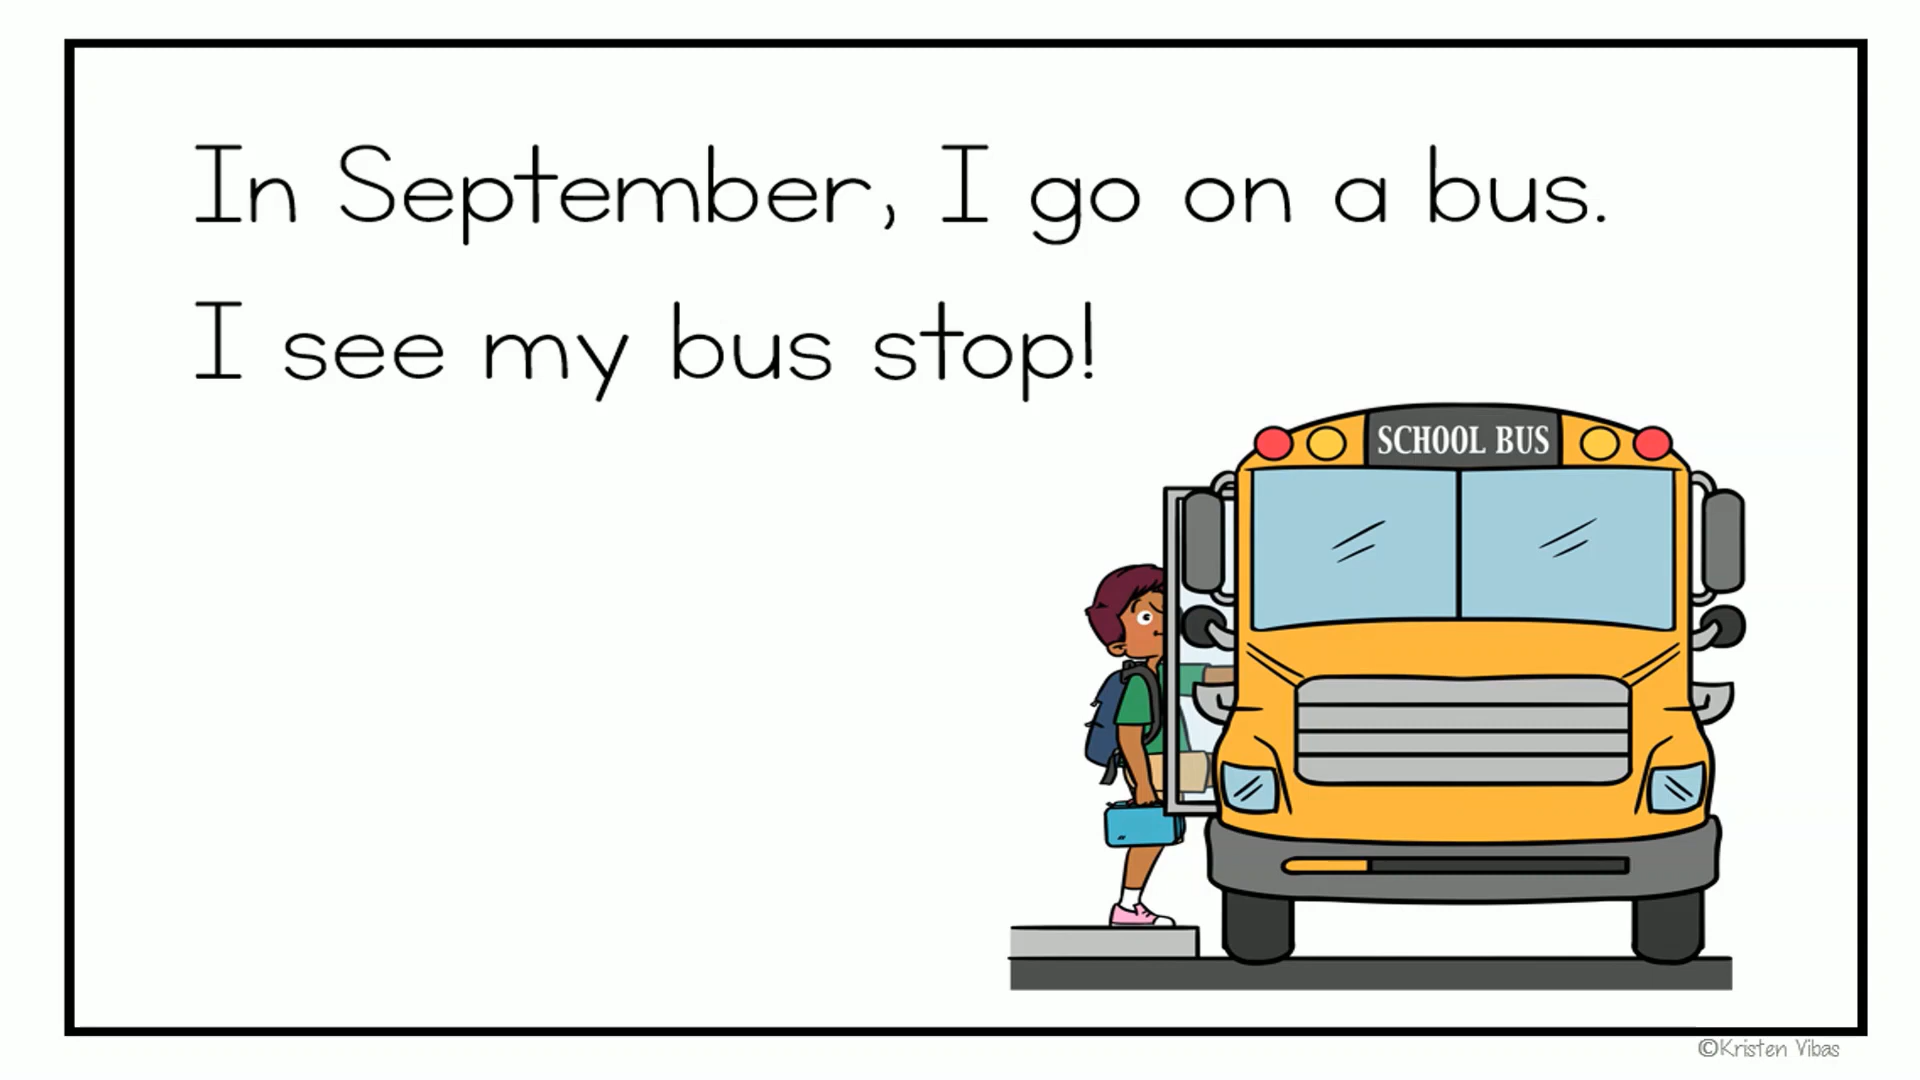 In September, I go on a bus.
I see my bus stop!
SCHOOL BUS
©Kristen Vibas